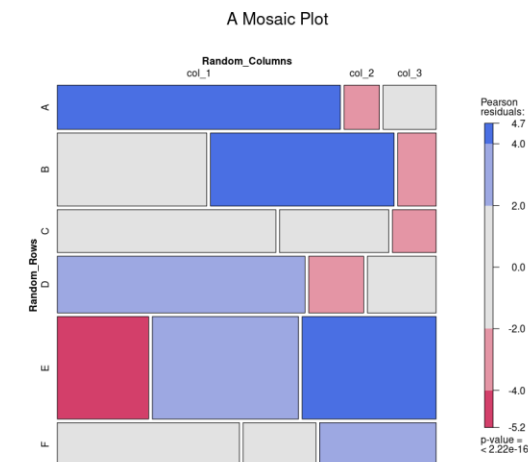 A Mosaic Plot
Random_Columns
col_1 col_2 col_3
Random_Rows
A
B
C
D
E
F
Pearson
residuals:
4.7
4.0
2.0
0.0
-2.0
-4.0
-5.2
p-value =
< 2.22e-16